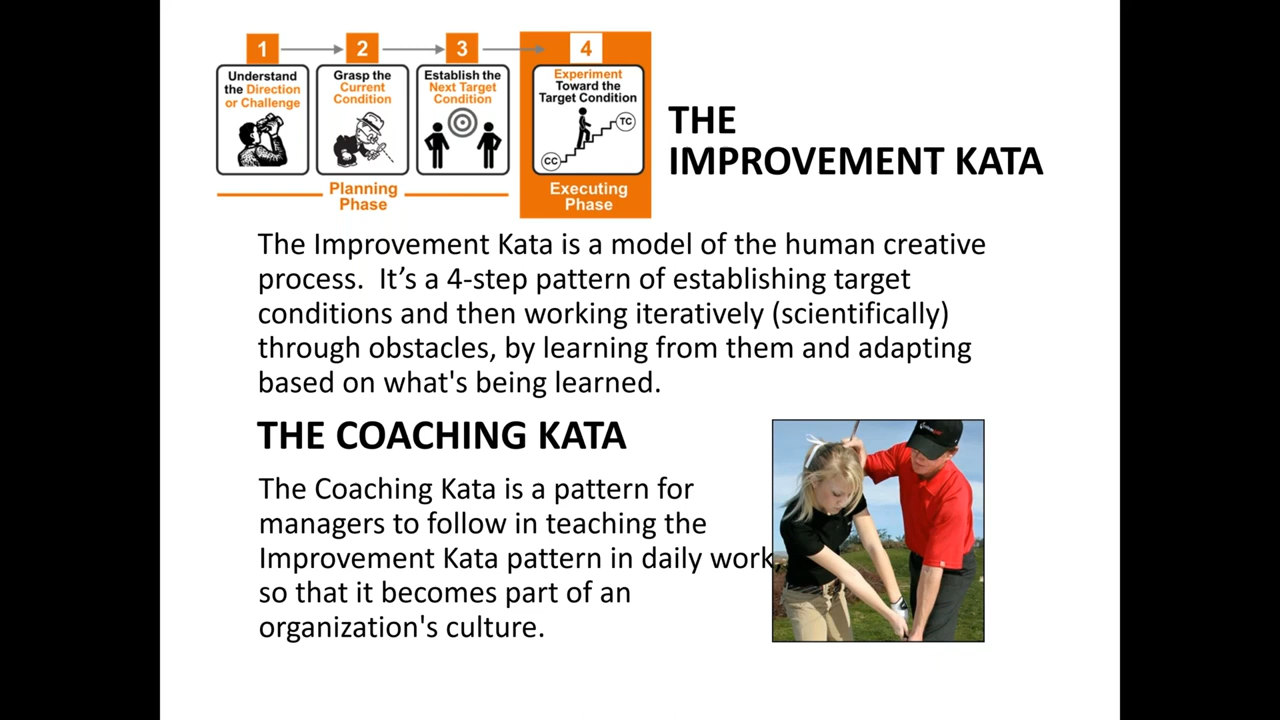 1
2
3
4
Understand
the Direction
or Challenge
Grasp the
Current
Condition
Establish the
Next Target
Condition
Experiment
Toward the
Target Condition
TC
CC
Planning
Phase
Executing
Phase
THE
IMPROVEMENT KATA
The Improvement Kata is a model of the human creative
process.  It’s a 4-step pattern of establishing target
conditions and then working iteratively (scientifically)
through obstacles, by learning from them and adapting
based on what's being learned.
THE COACHING KATA
The Coaching Kata is a pattern for
managers to follow in teaching the
Improvement Kata pattern in daily work,
so that it becomes part of an
organization's culture.